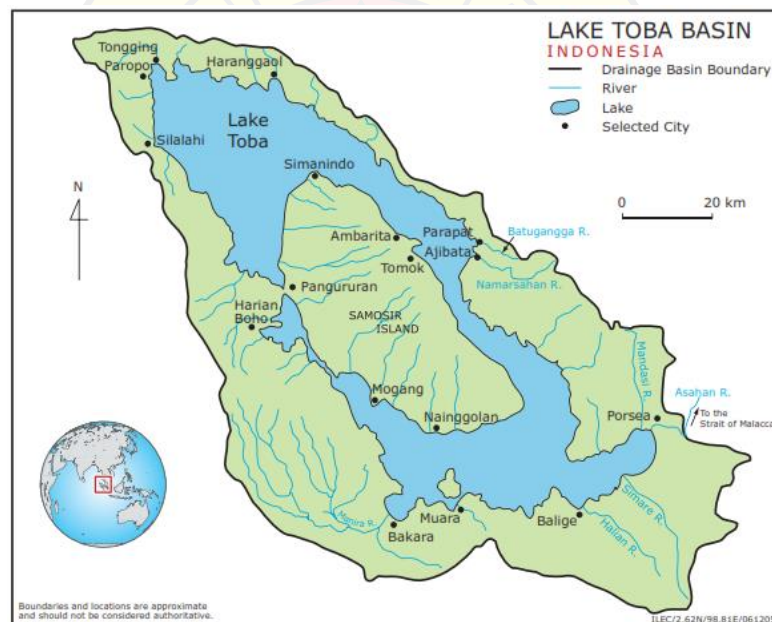 LAKE TOBA BASIN
INDONESIA
Drainage Basin Boundary
River
Lake
Selected City
0 20 km
N
Tongging
Paropo
Haranggaol
Silalahi
Lake
Toba
Simanindo
Ambarita
Tomok
Parapat
Ajibata
Batugangga R.
Namarsahan R.
Pangururan
Harian
Boho
SAMOSIR
ISLAND
Mandasi R.
Asahan R.
To the
Strait of Malacca
Porsea
Mogang
Nainggolan
Simare R.
Halian R.
Balige
Muara
Bakara
Boundaries and locations are approximate
and should not be considered authoritative.